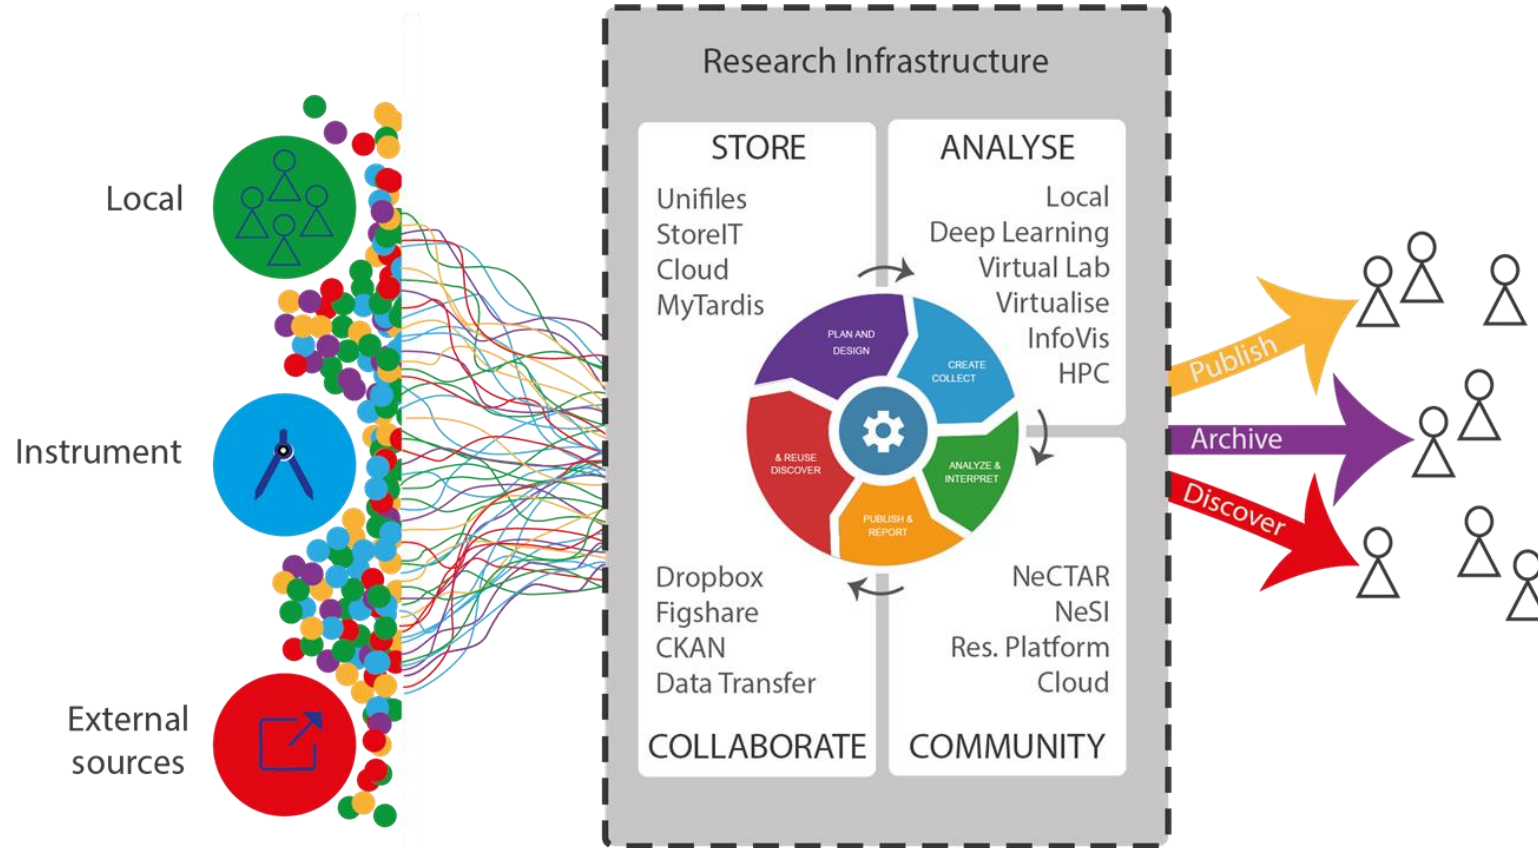 Local
Instrument
External
sources
Research Infrastructure
STORE
Unifiles
StoreIT
Cloud
MyTardis
ANALYSE
Local
Deep Learning
Virtual Lab
Virtualise
InfoVis
HPC
PLAN AND
DESIGN
CREATE
COLLECT
ANALYZE &
INTERPRET
PUBLISH &
REPORT
& REUSE
DISCOVER
Dropbox
Figshare
CKAN
Data Transfer
COLLABORATE
NeCTAR
NeSI
Res. Platform
Cloud
COMMUNITY
Publish
Archive
Discover